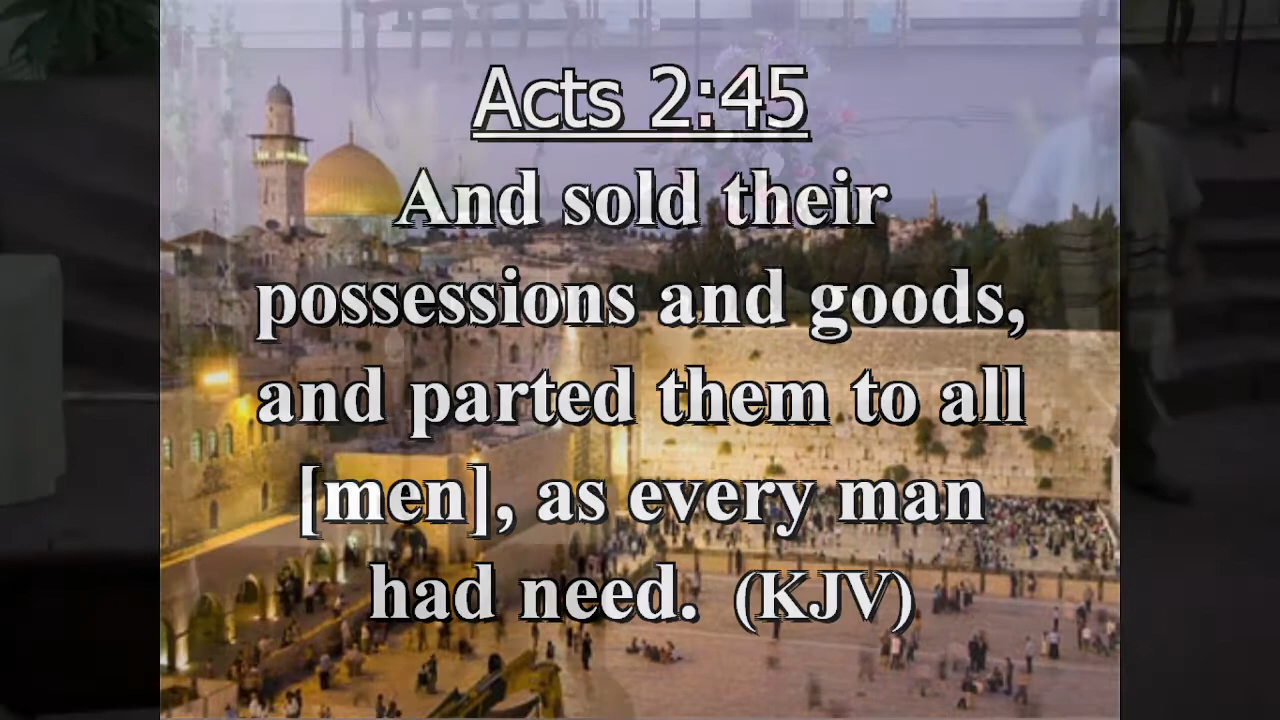 Acts 2:45
And sold their
possessions and goods,
and parted them to all
[men], as every man
had need. (KJV)